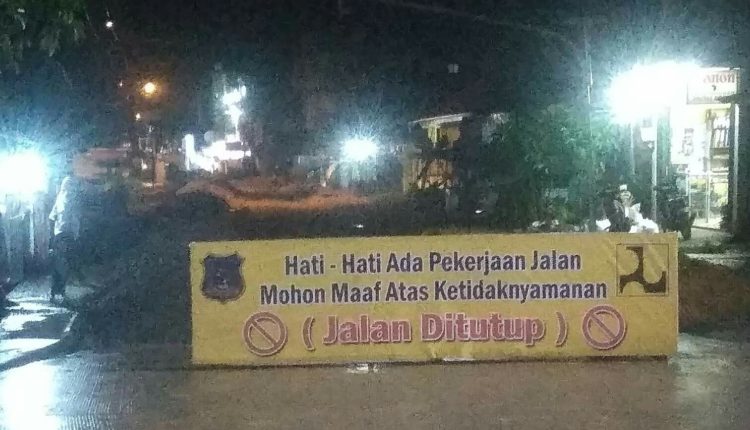 Hati - Hati Ada Pekerjaan Jalan
Mohon Maaf Atas Ketidaknyamanan
( Jalan Ditutup )